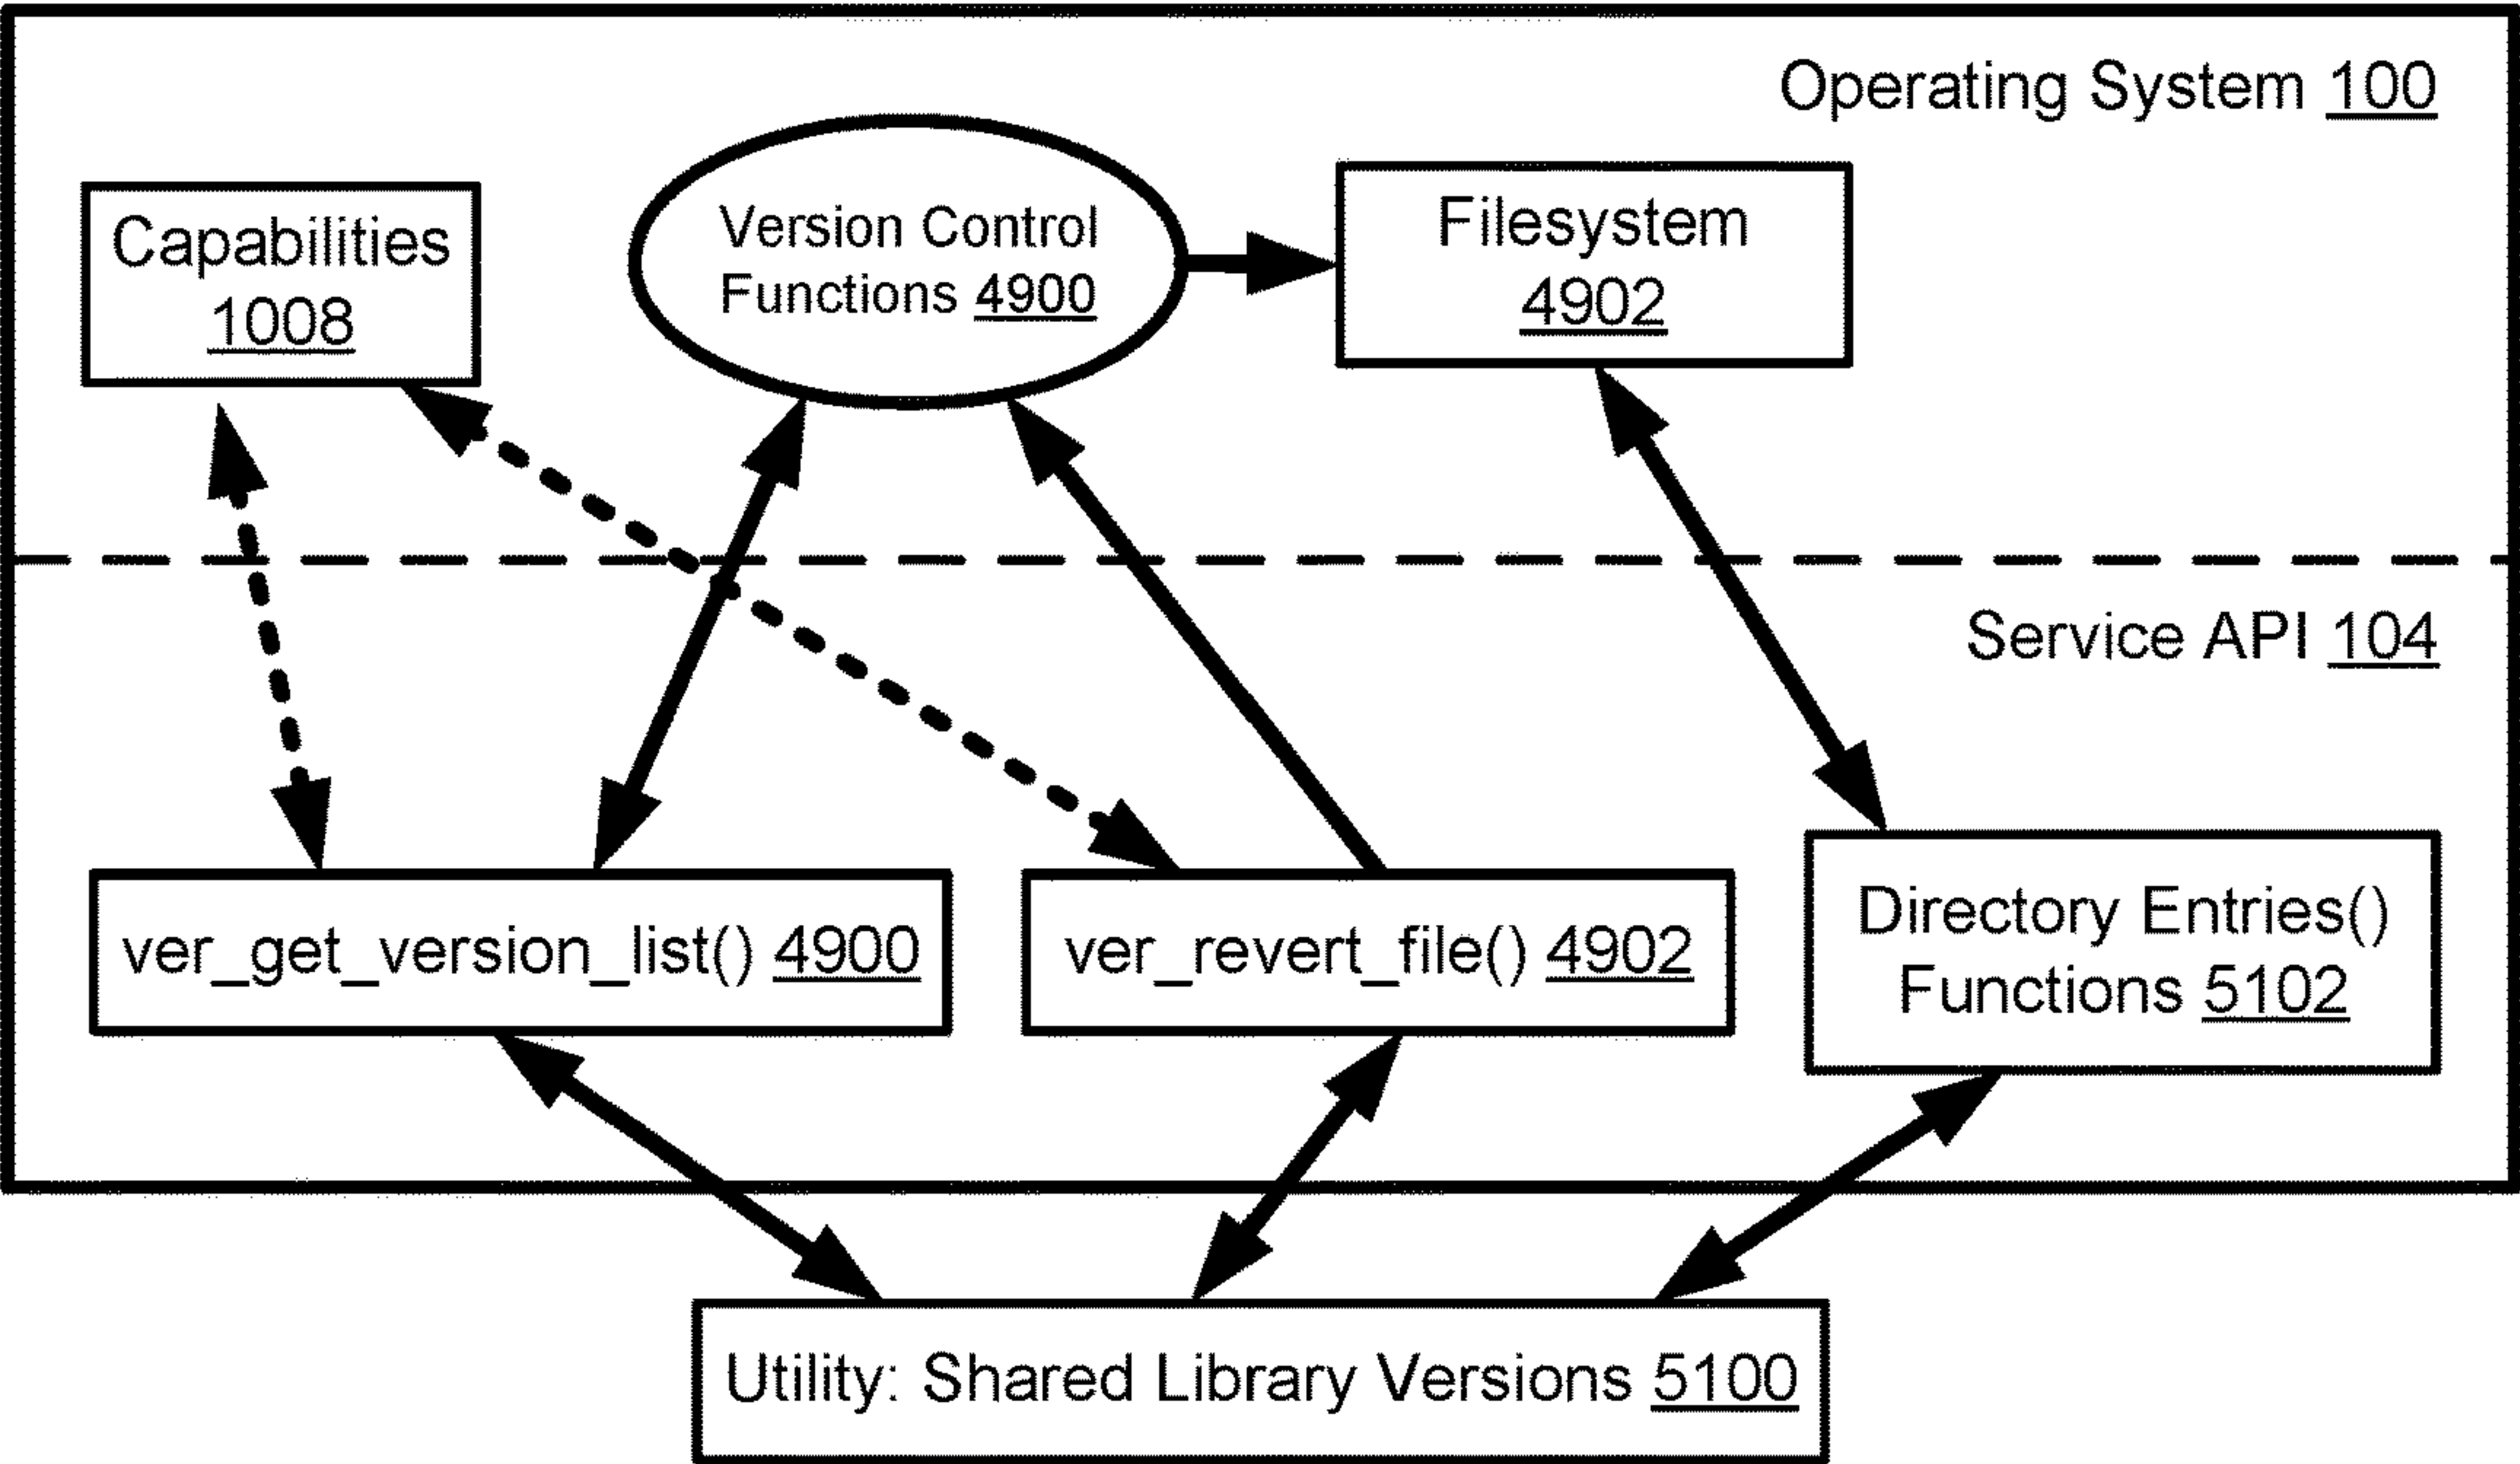 Operating System 100
Capabilities
1008
Version Control
Functions 4900
Filesystem
4902
Service API 104
ver_get_version_list() 4900
ver_revert_file() 4902
Directory Entries()
Functions 5102
Utility: Shared Library Versions 5100